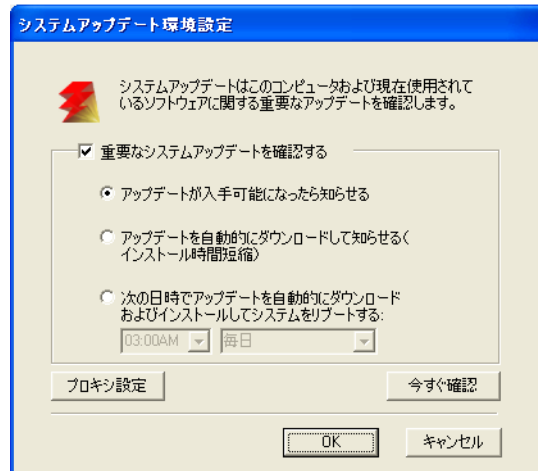 システムアップデート環境設定
システムアップデートはこのコンピュータおよび現在使用されて
いるソフトウェアに関する重要なアップデートを確認します。
重要なシステムアップデートを確認する
アップデートが入手可能になったら知らせる
アップデートを自動的にダウンロードして知らせる(
インストール時間短縮)
次の日時でアップデートを自動的にダウンロード
およびインストールしてシステムをリブートする:
03:00AM 毎日
プロキシ設定 今すぐ確認
OK キャンセル